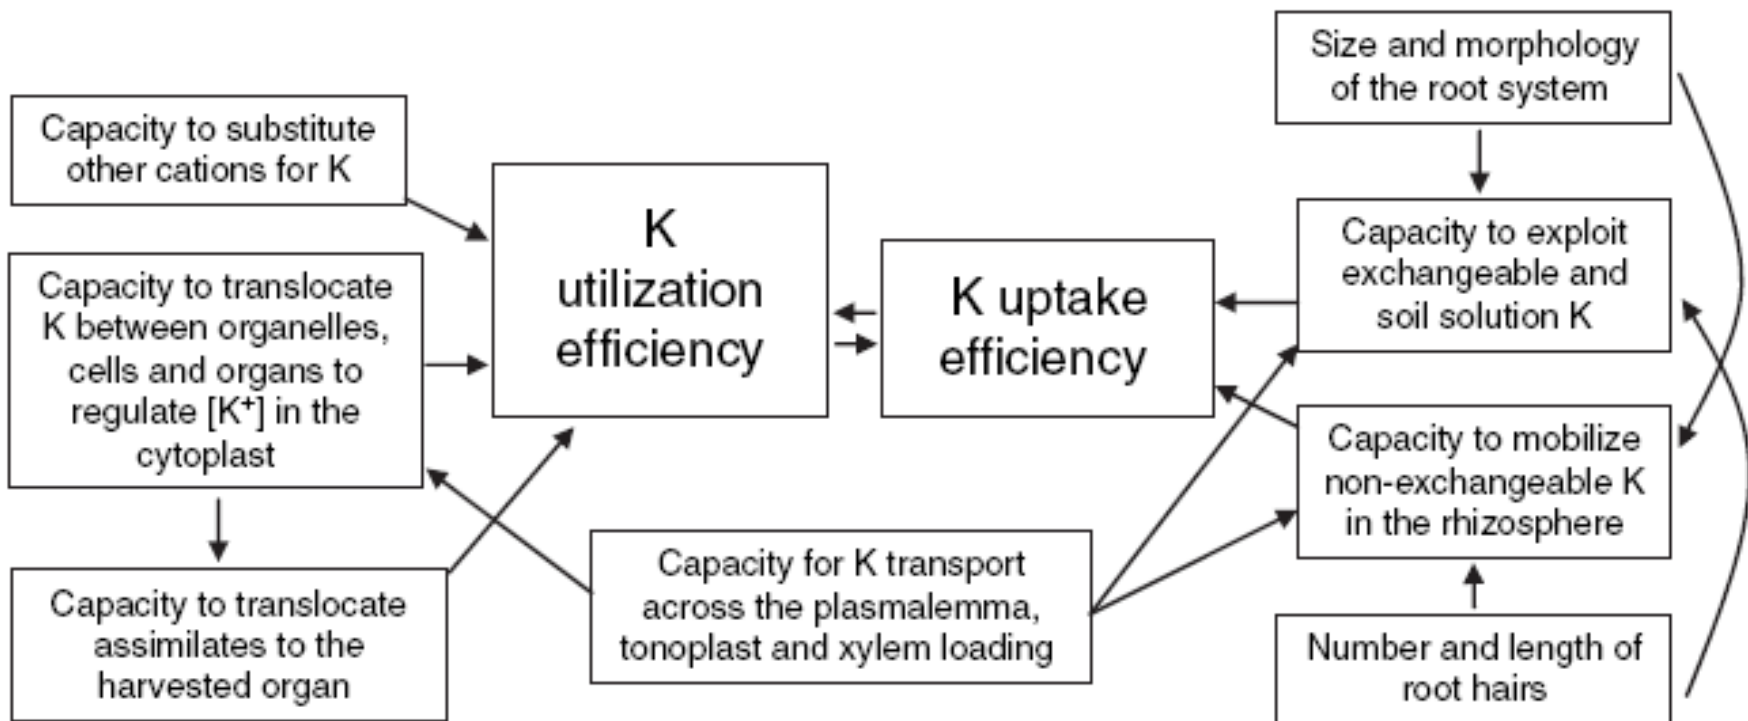 Size and morphology
of the root system
Capacity to substitute
other cations for K
K
utilization
efficiency
K uptake
efficiency
Capacity to exploit
exchangeable and
soil solution K
Capacity to translocate
K between organelles,
cells and organs to
regulate [K⁺] in the
cytoplast
Capacity to mobilize
non-exchangeable K
in the rhizosphere
Capacity for K transport
across the plasmalemma,
tonoplast and xylem loading
Capacity to translocate
assimilates to the
harvested organ
Number and length of
root hairs